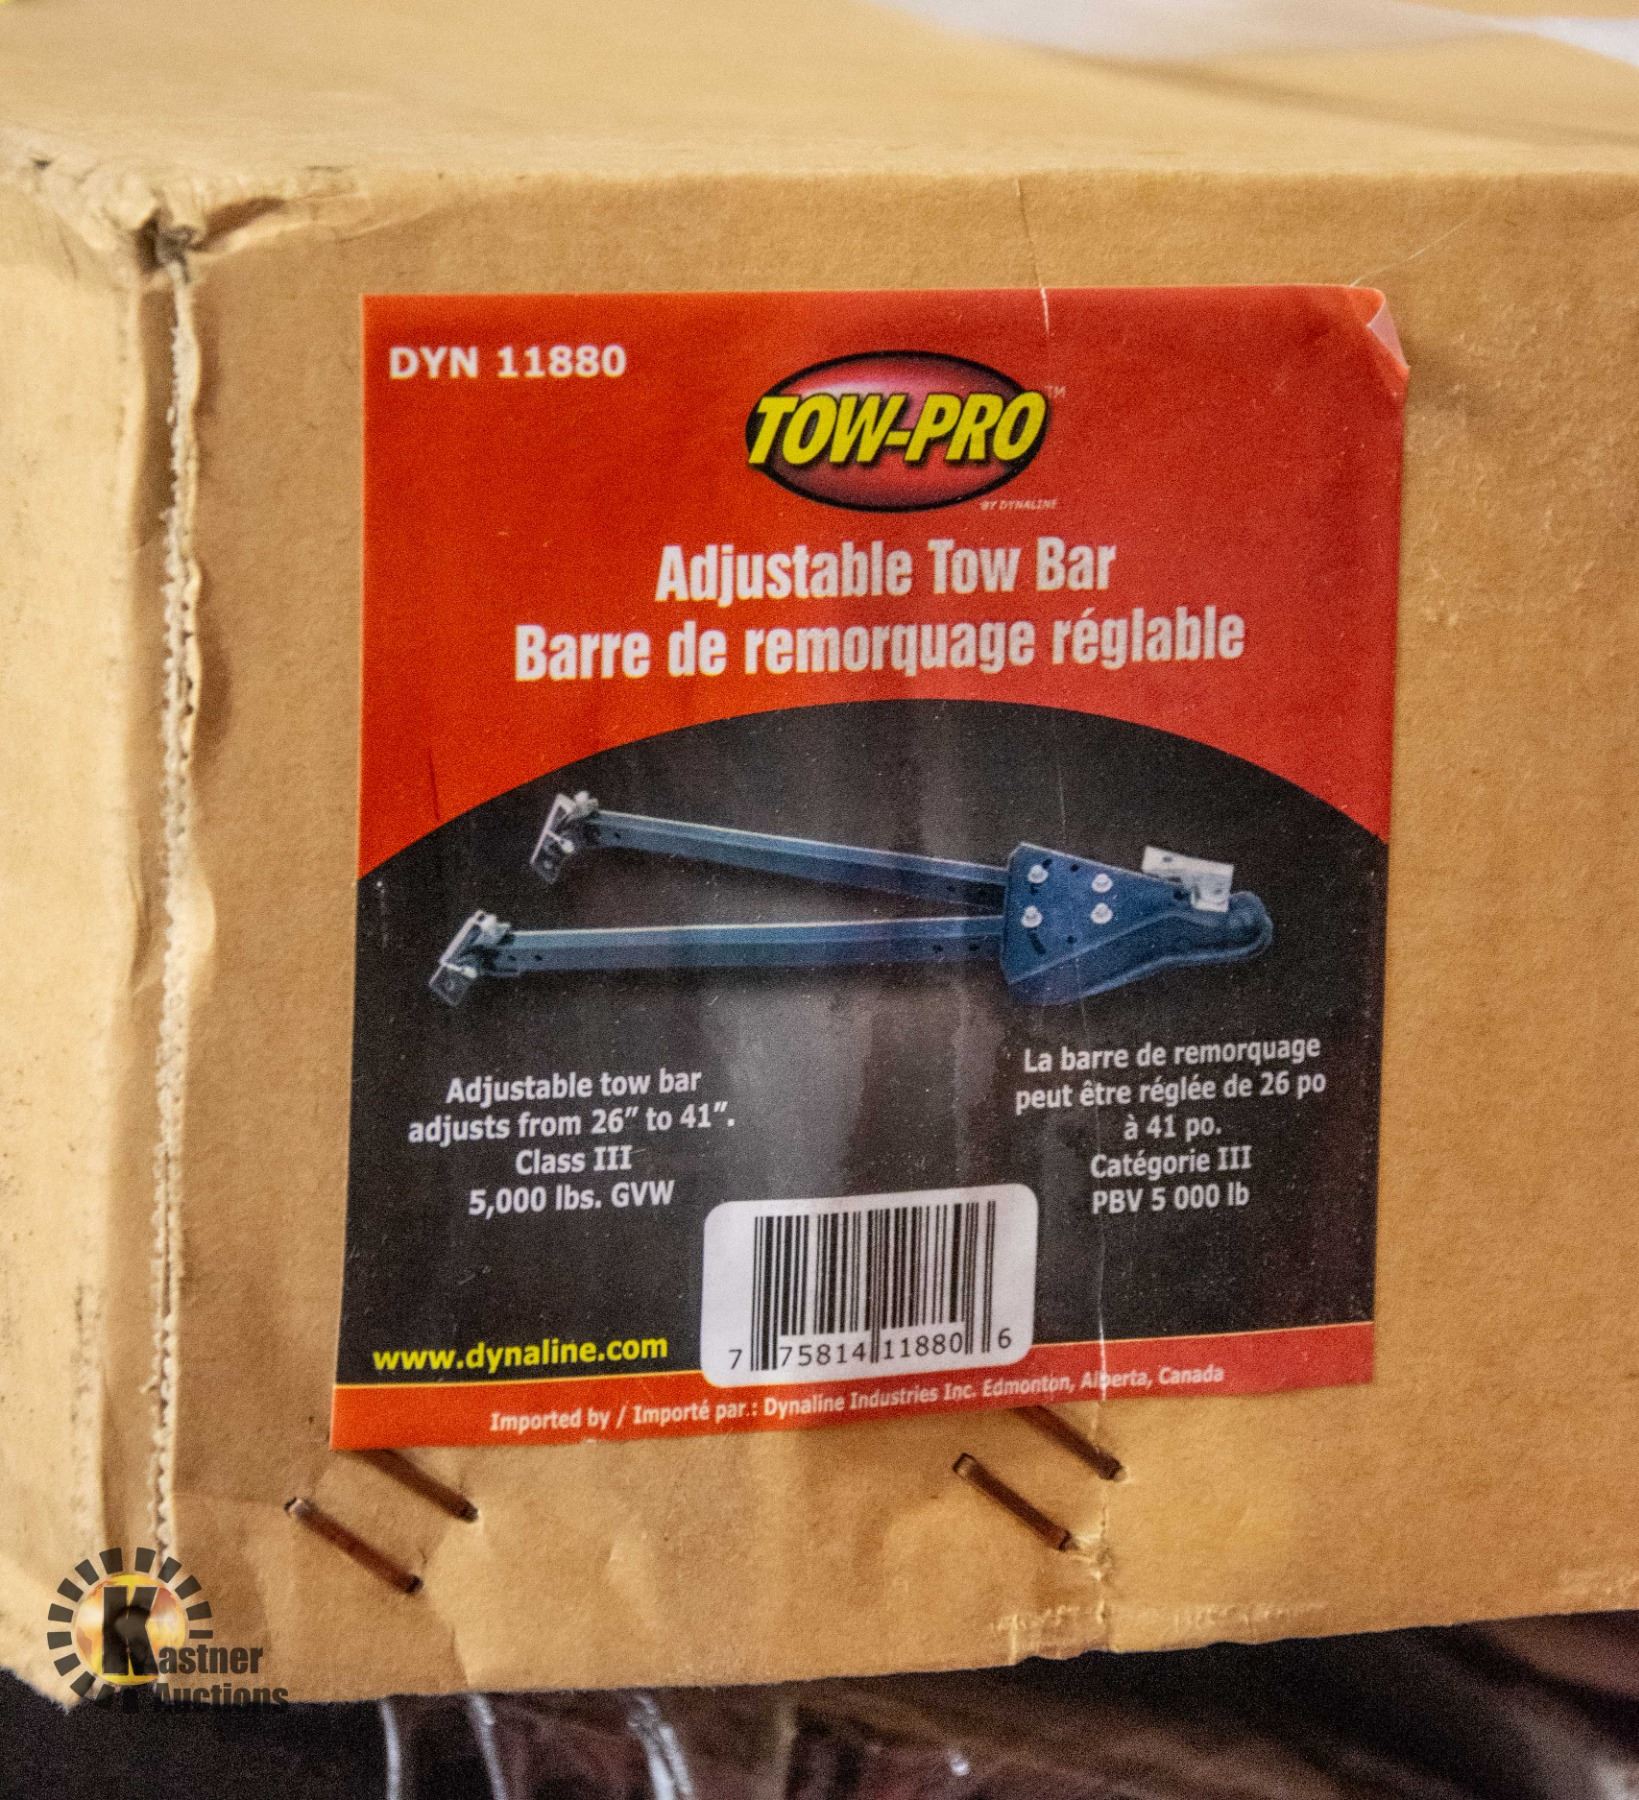 DYN 11880
TOW-PRO™
BY DYNALINE
Adjustable Tow Bar
Barre de remorquage réglable
Adjustable tow bar
adjusts from 26" to 41".
Class III
5,000 lbs. GVW
La barre de remorquage
peut être réglée de 26 po
à 41 po.
Catégorie III
PBV 5 000 lb
www.dynaline.com
7 75814 11880 6
Imported by / Importé par.: Dynaline Industries Inc. Edmonton, Alberta, Canada
Kastner
Auctions